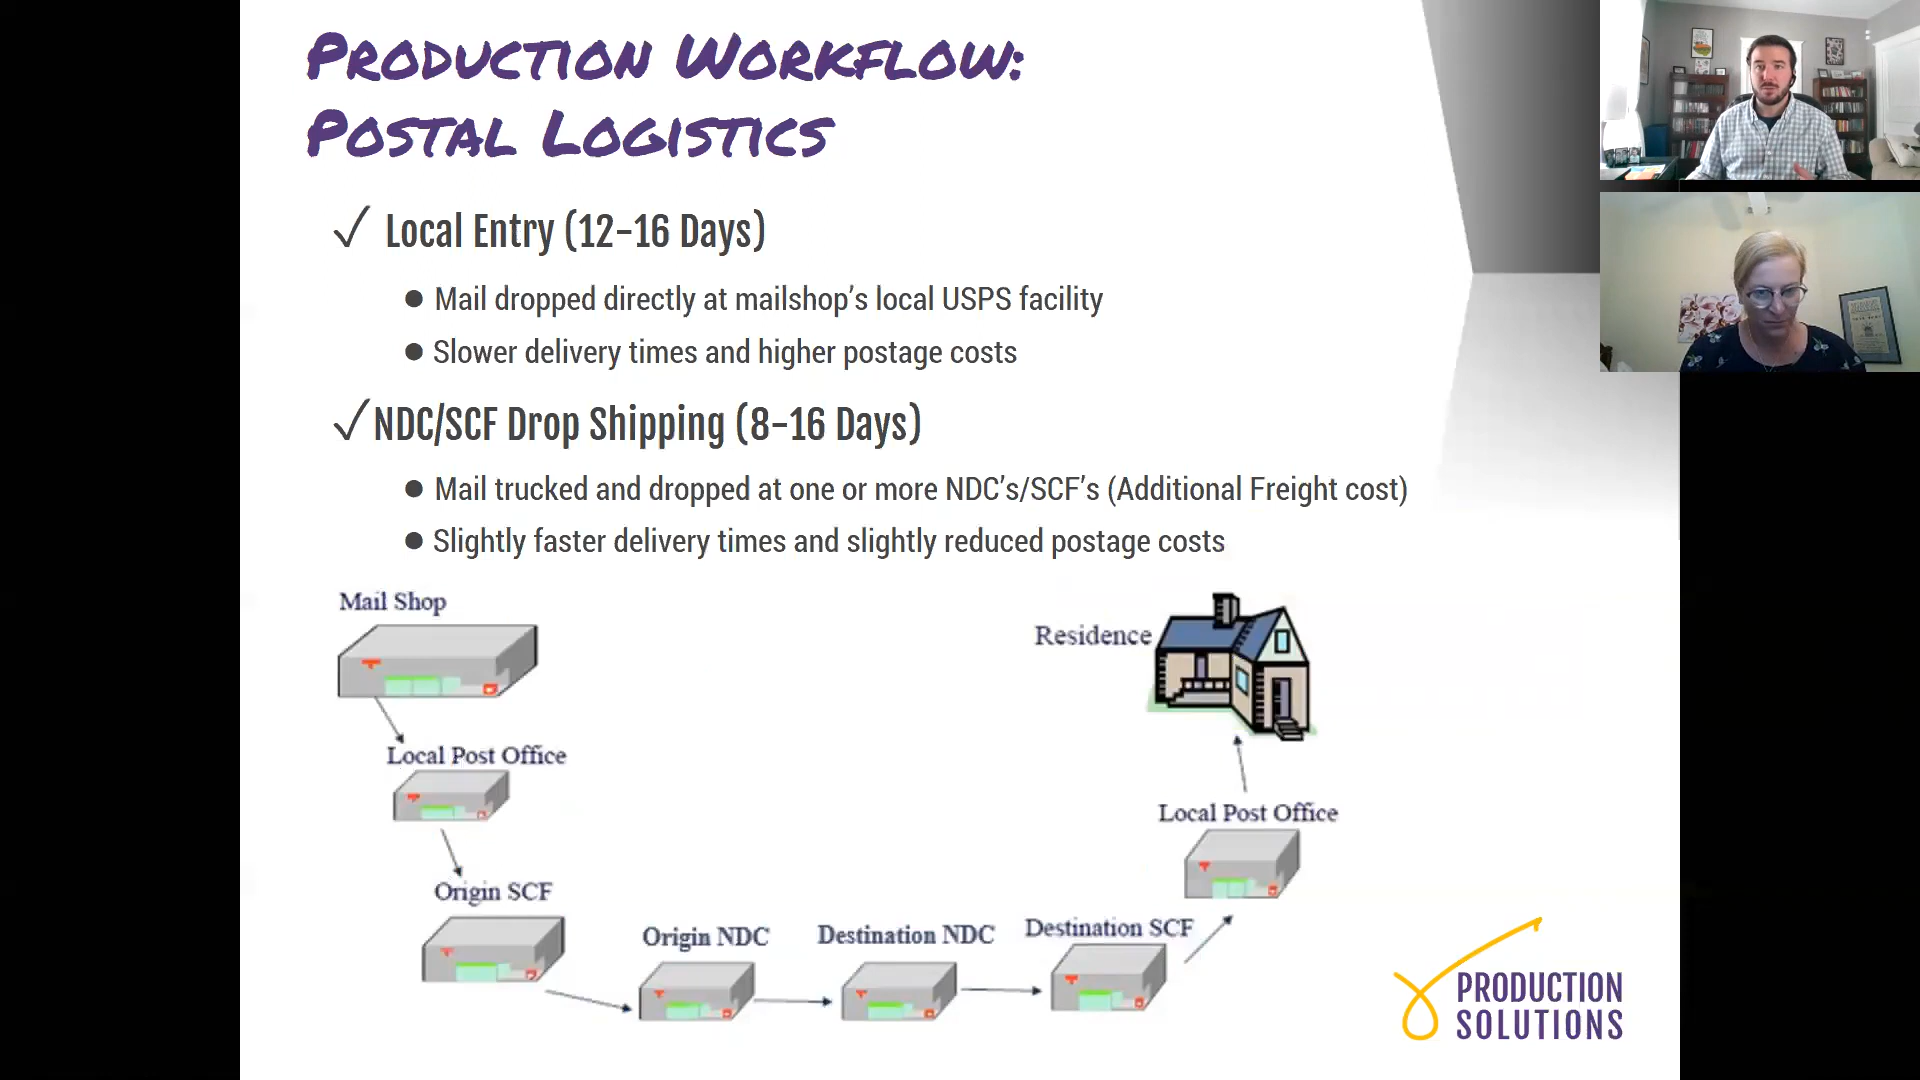 Production Workflow:
Postal Logistics
✓ Local Entry (12-16 Days)
● Mail dropped directly at mailshop's local USPS facility
● Slower delivery times and higher postage costs
✓ NDC/SCF Drop Shipping (8-16 Days)
● Mail trucked and dropped at one or more NDC's/SCF's (Additional Freight cost)
● Slightly faster delivery times and slightly reduced postage costs
Mail Shop
Local Post Office
Origin SCF
Origin NDC
Destination NDC
Destination SCF
Local Post Office
Residence
PRODUCTION
SOLUTIONS